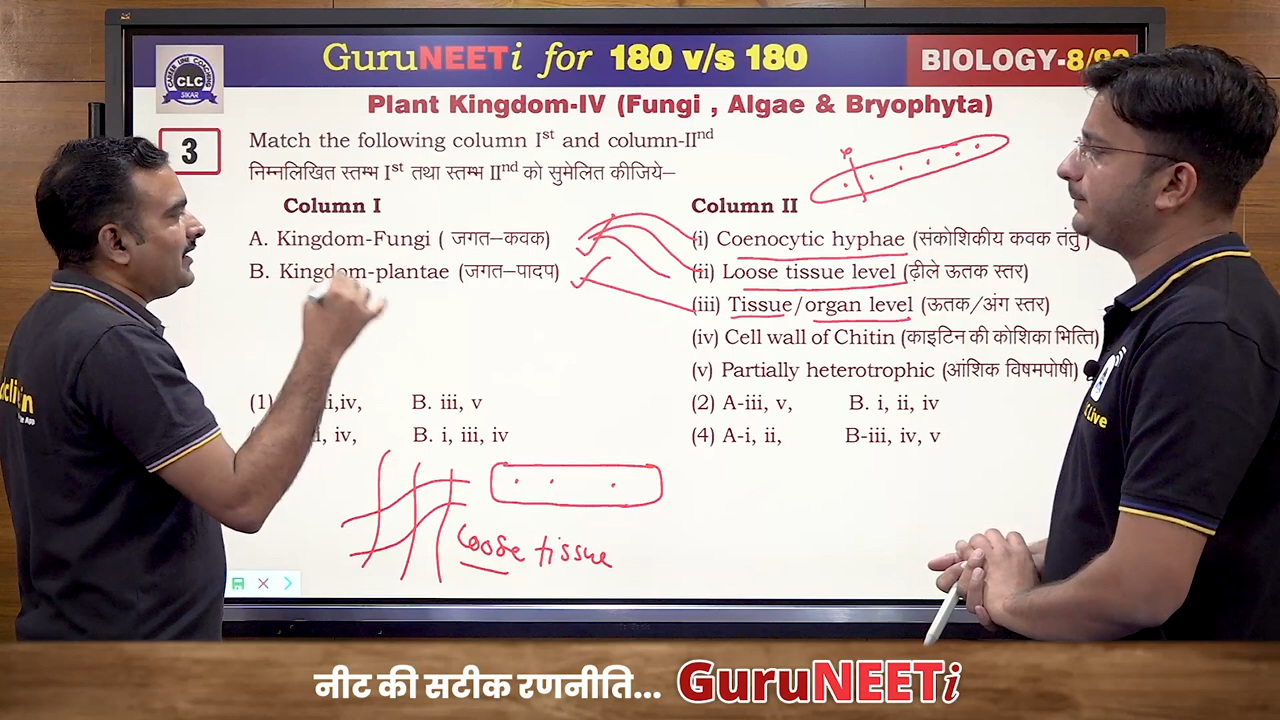 GuruNEETi for 180 v/s 180
BIOLOGY-8/
CLC
SIKAR
Plant Kingdom-IV (Fungi , Algae & Bryophyta)
3
Match the following column Ist and column-IInd
निम्नलिखित स्तम्भ Ist तथा स्तम्भ IInd को सुमेलित कीजिये–
Column I Column II
A. Kingdom-Fungi ( जगत–कवक) (i) Coenocytic hyphae (संकोशिकीय कवक तंतु )
B. Kingdom-plantae (जगत–पादप) (ii) Loose tissue level (ढ़ीले ऊतक स्तर)
(iii) Tissue/organ level (ऊतक/अंग स्तर)
(iv) Cell wall of Chitin (काइटिन की कोशिका भित्ति)
(v) Partially heterotrophic (आंशिक विषमपोषी)
(1) i,iv, B. iii, v (2) A-iii, v, B. i, ii, iv
iv, B. i, iii, iv (4) A-i, ii, B-iii, iv, v
Loose tissue
Live
नीट की सटीक रणनीति... GuruNEETi